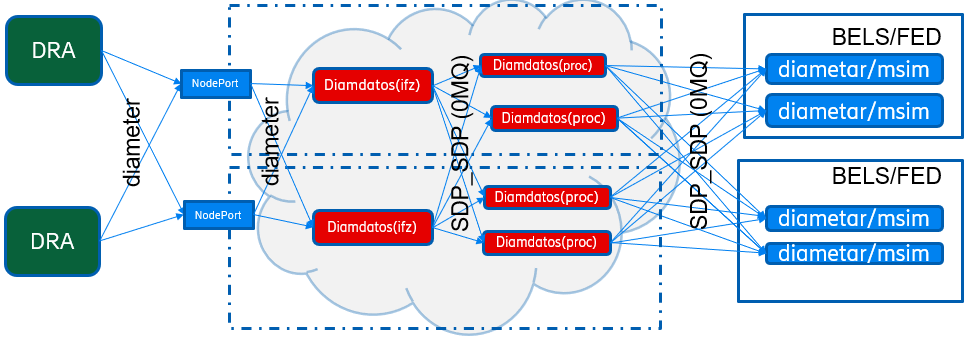 DRA
DRA
diameter
NodePort
NodePort
diameter
Diamdatos(ifz)
Diamdatos(ifz)
SDP_SDP (0MQ)
Diamdatos(proc)
Diamdatos(proc)
Diamdatos(proc)
Diamdatos(proc)
SDP_SDP (0MQ)
BELS/FED
diametar/msim
diametar/msim
BELS/FED
diametar/msim
diametar/msim